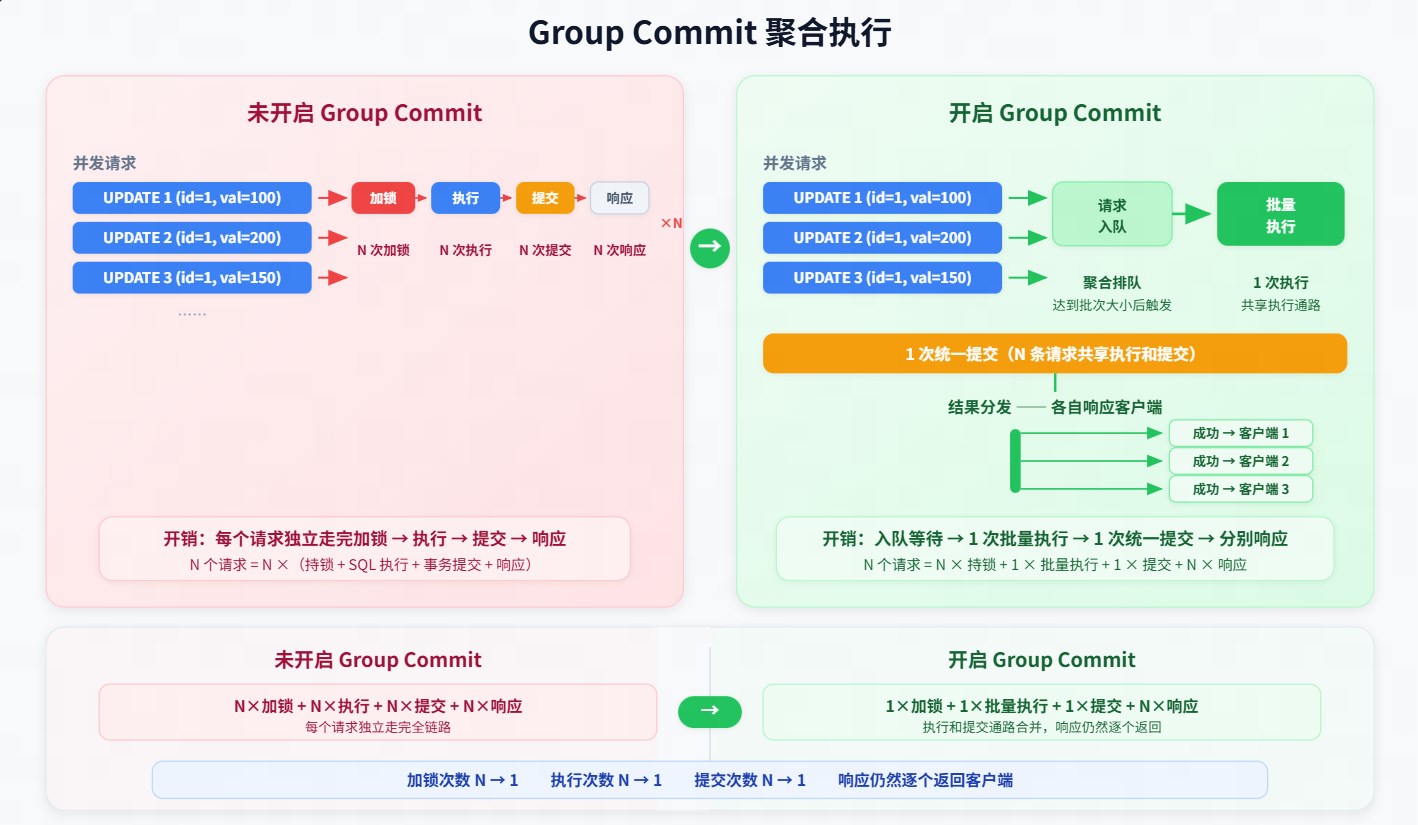 Group Commit 聚合执行
未开启 Group Commit
并发请求
UPDATE 1 (id=1, val=100)
加锁
执行
提交
响应
UPDATE 2 (id=1, val=200)
×N
N 次加锁
N 次执行
N 次提交
N 次响应
UPDATE 3 (id=1, val=150)
……
开销：每个请求独立走完加锁 → 执行 → 提交 → 响应
N 个请求 = N ×（持锁 + SQL 执行 + 事务提交 + 响应）
→
开启 Group Commit
并发请求
UPDATE 1 (id=1, val=100)
UPDATE 2 (id=1, val=200)
UPDATE 3 (id=1, val=150)
请求
入队
批量
执行
聚合排队
达到批次大小后触发
1 次执行
共享执行通路
1 次统一提交（N 条请求共享执行和提交）
结果分发 —— 各自响应客户端
成功 → 客户端 1
成功 → 客户端 2
成功 → 客户端 3
开销：入队等待 → 1 次批量执行 → 1 次统一提交 → 分别响应
N 个请求 = N × 持锁 + 1 × 批量执行 + 1 × 提交 + N × 响应
未开启 Group Commit
N×加锁 + N×执行 + N×提交 + N×响应
每个请求独立走完全链路
→
开启 Group Commit
1×加锁 + 1×批量执行 + 1×提交 + N×响应
执行和提交通路合并，响应仍然逐个返回
加锁次数 N → 1 执行次数 N → 1 提交次数 N → 1 响应仍然逐个返回客户端